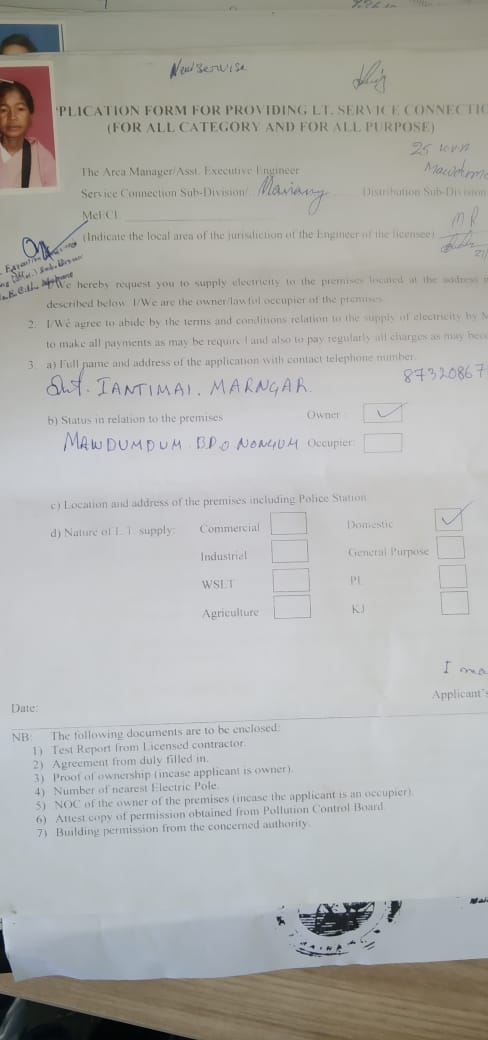 New Service
PLICATION FORM FOR PROVIDING LT. SERVICE CONNECTIO
(FOR ALL CATEGORY AND FOR ALL PURPOSE)
25
The Area Manager/Asst. Executive Engineer
Service Connection Sub-Division/ Mariang Distribution Sub-Division
MeECL
(Indicate the local area of the jurisdiction of the Engineer of the licensee)
We hereby request you to supply electricity to the premises located at the address
described below. I/We are the owner/lawful occupier of the premises.
2. I/We agree to abide by the terms and conditions relation to the supply of electricity by
to make all payments as may be required and also to pay regularly all charges as may
3. a) Full name and address of the application with contact telephone number.
Smt. IANTIMAI. MARNGAR 87320867
b) Status in relation to the premises Owner :
MAWDUMDUM. B.P.O. NONGIUM Occupier:
c) Location and address of the premises including Police Station
d) Nature of L.T. supply: Commercial Domestic
Industrial General Purpose
WSLT PL
Agriculture KJ
I
Applicant's
Date:
NB: The following documents are to be enclosed:
1) Test Report from Licensed contractor.
2) Agreement from duly filled in.
3) Proof of ownership (incase applicant is owner).
4) Number of nearest Electric Pole.
5) NOC of the owner of the premises (incase the applicant is an occupier).
6) Attest copy of permission obtained from Pollution Control Board.
7) Building permission from the concerned authority.